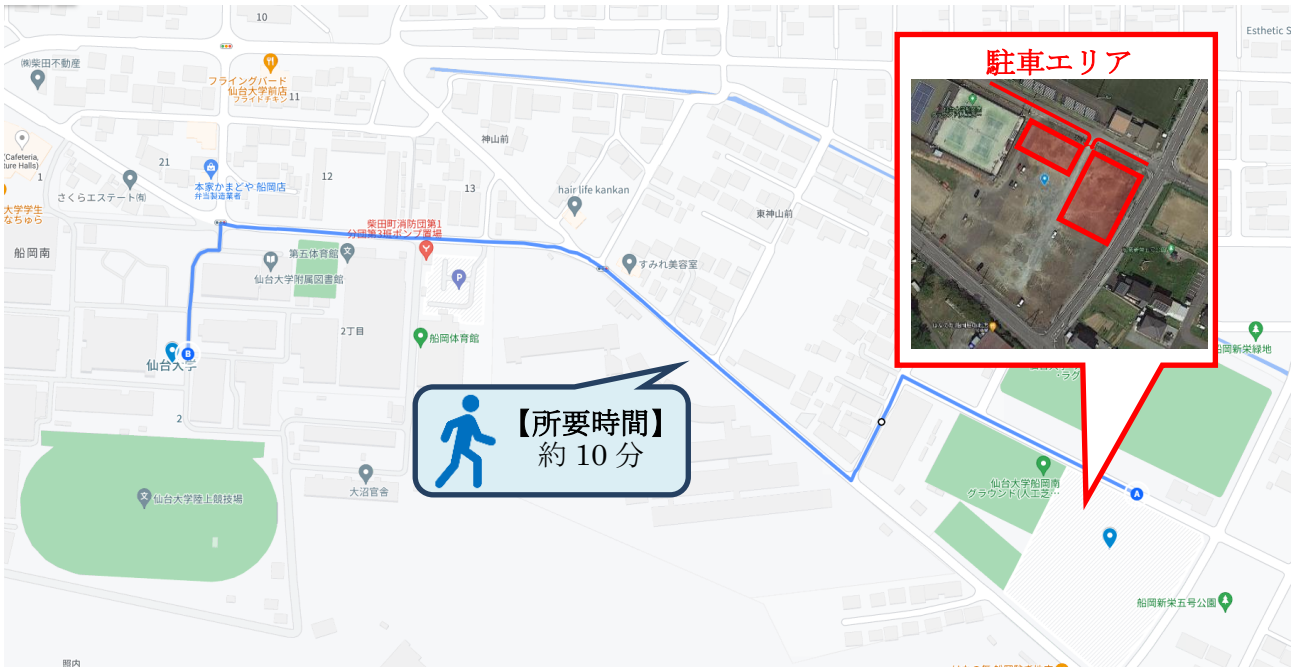 10
Esthetic S
㈱柴田不動産
フライングバード
仙台大学前店
フライドチキン
11
駐車エリア
神山前
(Cafeteria,
ture Halls)
1
21
12
13
本家かまどや 船岡店
弁当製造業者
さくらエステート㈲
hair life kankan
大学学生
なちゅら
柴田町消防団第1
分団第3班ポンプ置場
東神山前
船岡南
第五体育館
仙台大学附属図書館
すみれ美容室
P
2丁目
船岡体育館
仙台大学
B
船岡新栄緑地
・ラグ
2
【所要時間】
約 10 分
大沼官舎
仙台大学陸上競技場
仙台大学船岡南
グラウンド(人工芝…
A
船岡新栄五号公園
照内